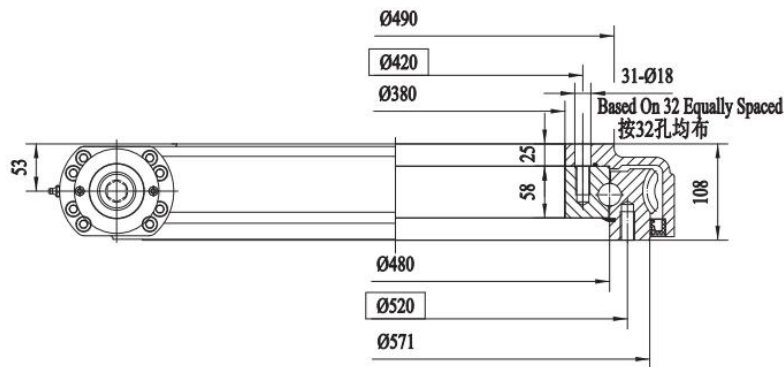 Ø490
Ø420
31-Ø18
Ø380
Based On 32 Equally Spaced
按32孔均布
53
25
58
108
Ø480
Ø520
Ø571